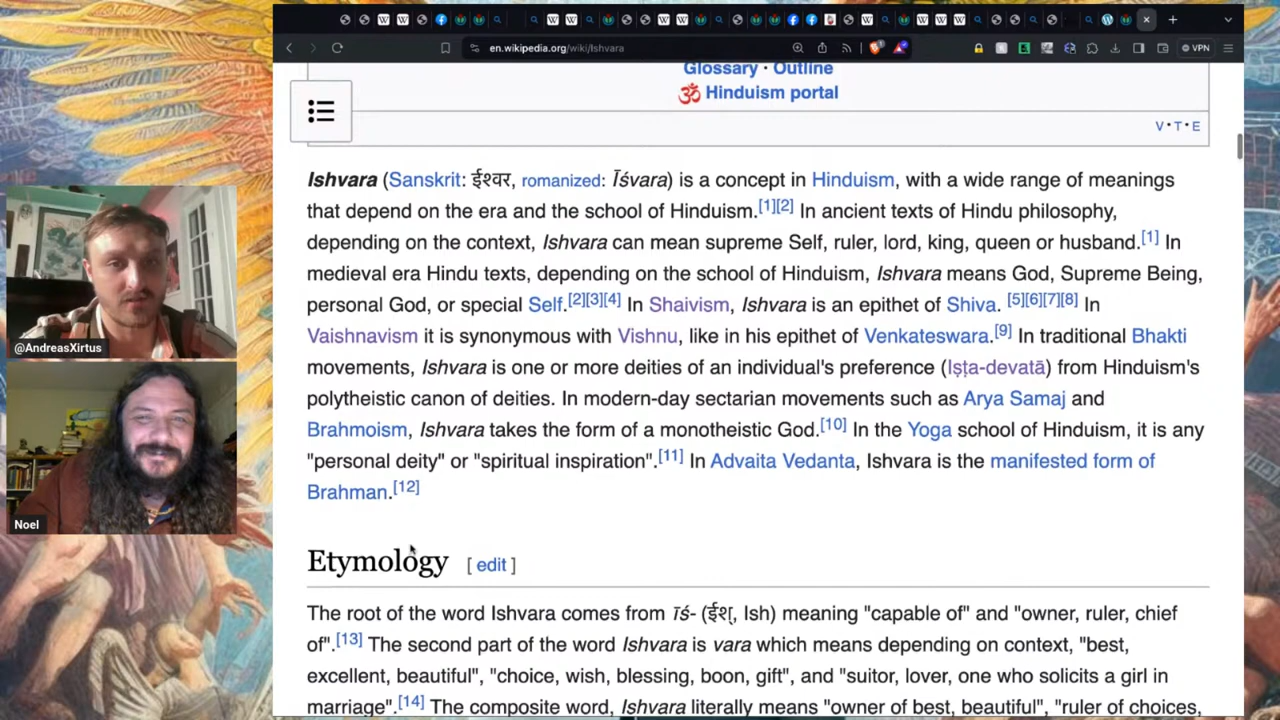 en.wikipedia.org/wiki/Ishvara
VPN
Glossary · Outline
ॐ Hinduism portal
V · T · E
Ishvara (Sanskrit: ईश्वर, romanized: Īśvara) is a concept in Hinduism, with a wide range of meanings
that depend on the era and the school of Hinduism.[1][2] In ancient texts of Hindu philosophy,
depending on the context, Ishvara can mean supreme Self, ruler, lord, king, queen or husband.[1] In
medieval era Hindu texts, depending on the school of Hinduism, Ishvara means God, Supreme Being,
personal God, or special Self.[2][3][4] In Shaivism, Ishvara is an epithet of Shiva. [5][6][7][8] In
Vaishnavism it is synonymous with Vishnu, like in his epithet of Venkateswara.[9] In traditional Bhakti
movements, Ishvara is one or more deities of an individual's preference (Iṣṭa-devatā) from Hinduism's
polytheistic canon of deities. In modern-day sectarian movements such as Arya Samaj and
Brahmoism, Ishvara takes the form of a monotheistic God.[10] In the Yoga school of Hinduism, it is any
"personal deity" or "spiritual inspiration".[11] In Advaita Vedanta, Ishvara is the manifested form of
Brahman.[12]
Etymology [ edit ]
The root of the word Ishvara comes from īś- (ईश्, Ish) meaning "capable of" and "owner, ruler, chief
of".[13] The second part of the word Ishvara is vara which means depending on context, "best,
excellent, beautiful", "choice, wish, blessing, boon, gift", and "suitor, lover, one who solicits a girl in
marriage".[14] The composite word, Ishvara literally means "owner of best, beautiful", "ruler of choices,
@AndreasXirtus
Noel